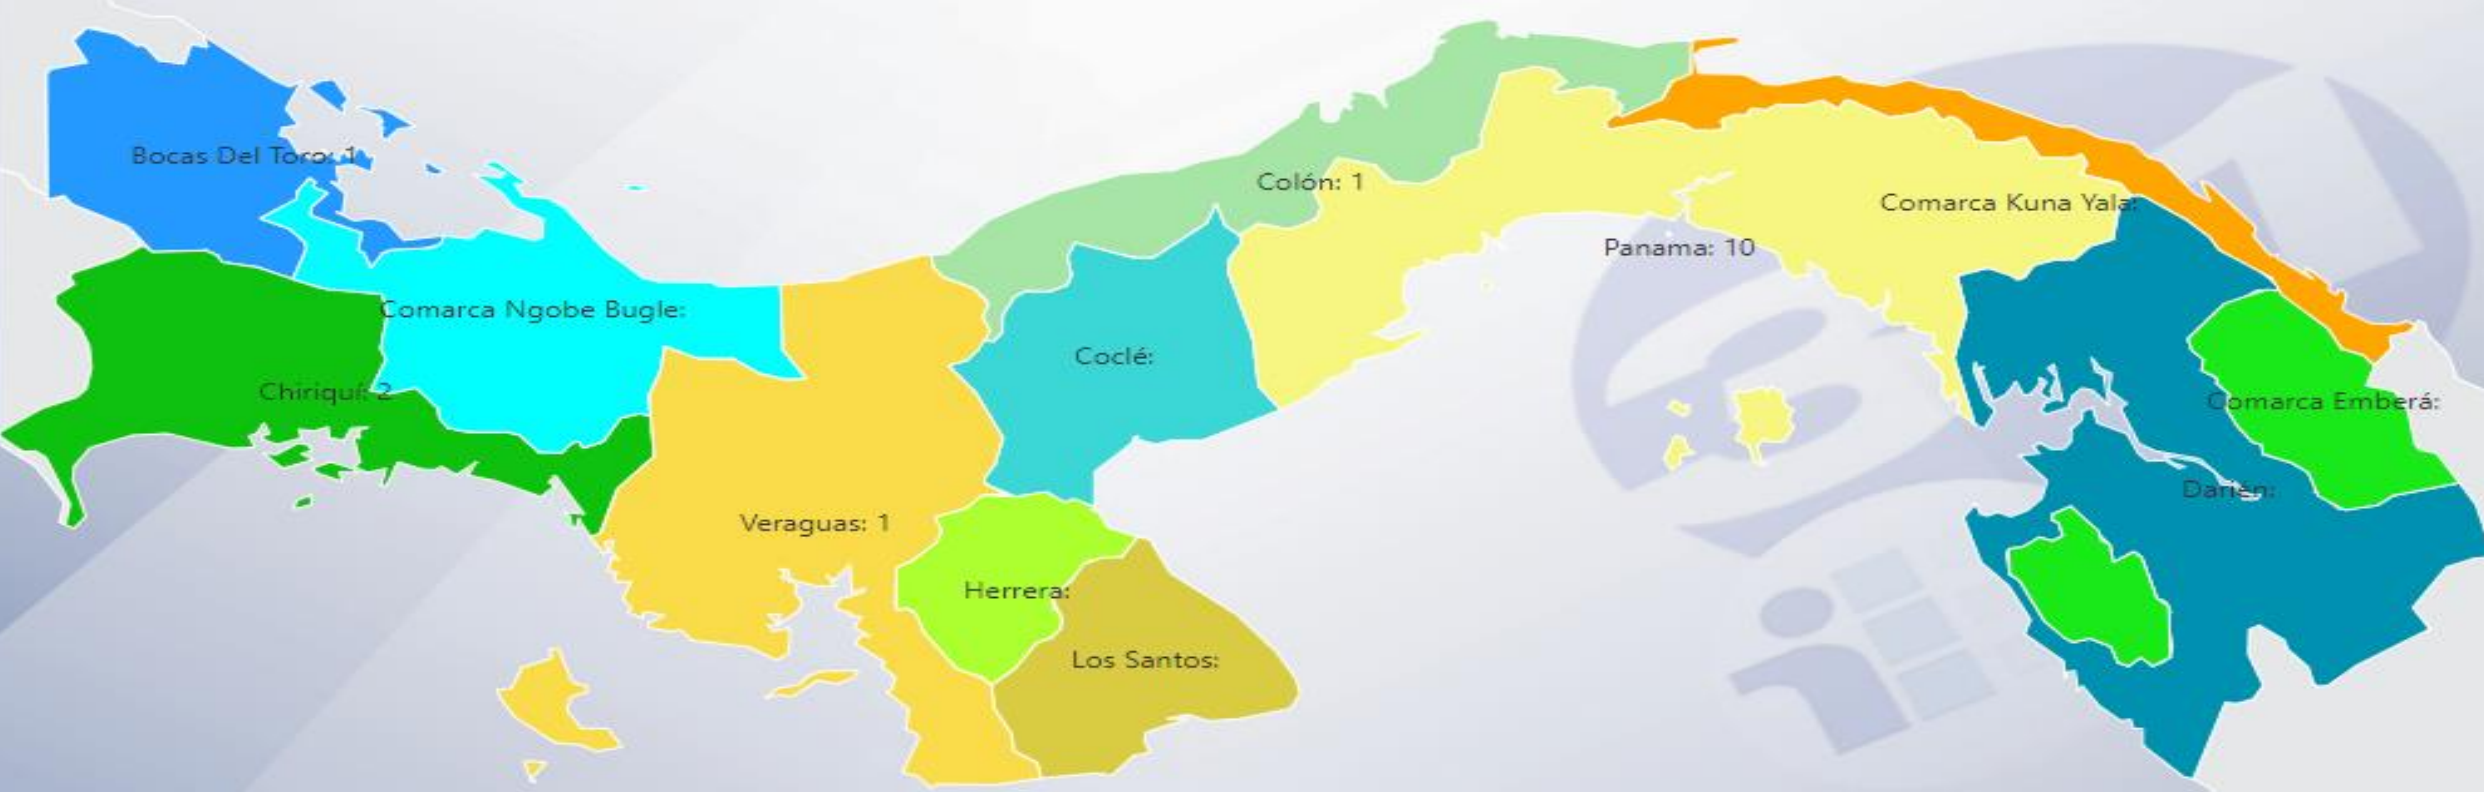 Bocas Del Toro: 1
Colón: 1
Comarca Kuna Yala:
Panama: 10
Comarca Ngobe Bugle:
Coclé:
Chiriquí: 2
Comarca Emberá:
Darién:
Veraguas: 1
Herrera:
Los Santos: